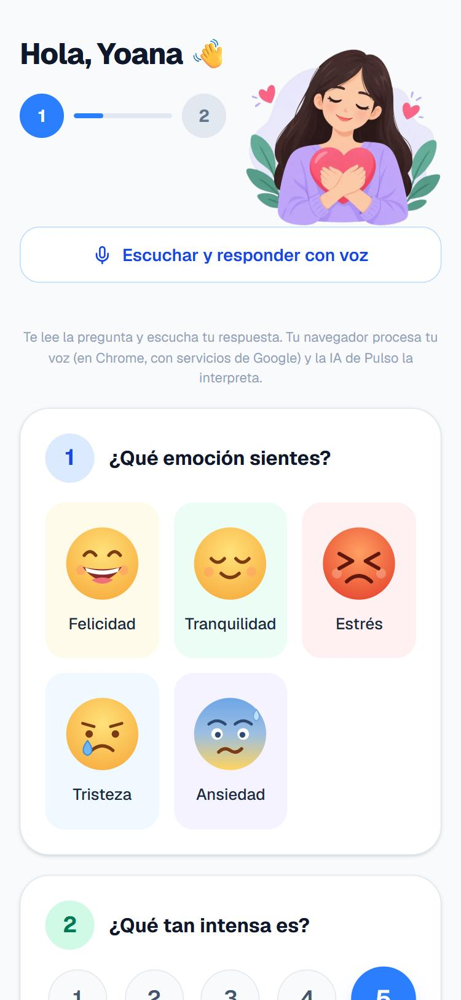 Hola, Yoana 👋
1
2
Escuchar y responder con voz
Te lee la pregunta y escucha tu respuesta. Tu navegador procesa tu
voz (en Chrome, con servicios de Google) y la IA de Pulso la
interpreta.
1 ¿Qué emoción sientes?
Felicidad
Tranquilidad
Estrés
Tristeza
Ansiedad
2 ¿Qué tan intensa es?
1 2 3 4 5